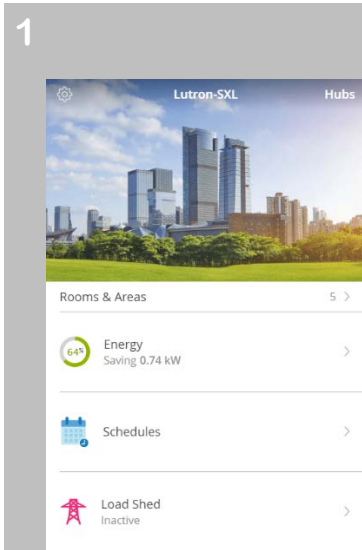 1
Lutron-SXL Hubs
Rooms & Areas 5 >
64%
Energy
Saving 0.74 kW
Schedules
Load Shed
Inactive